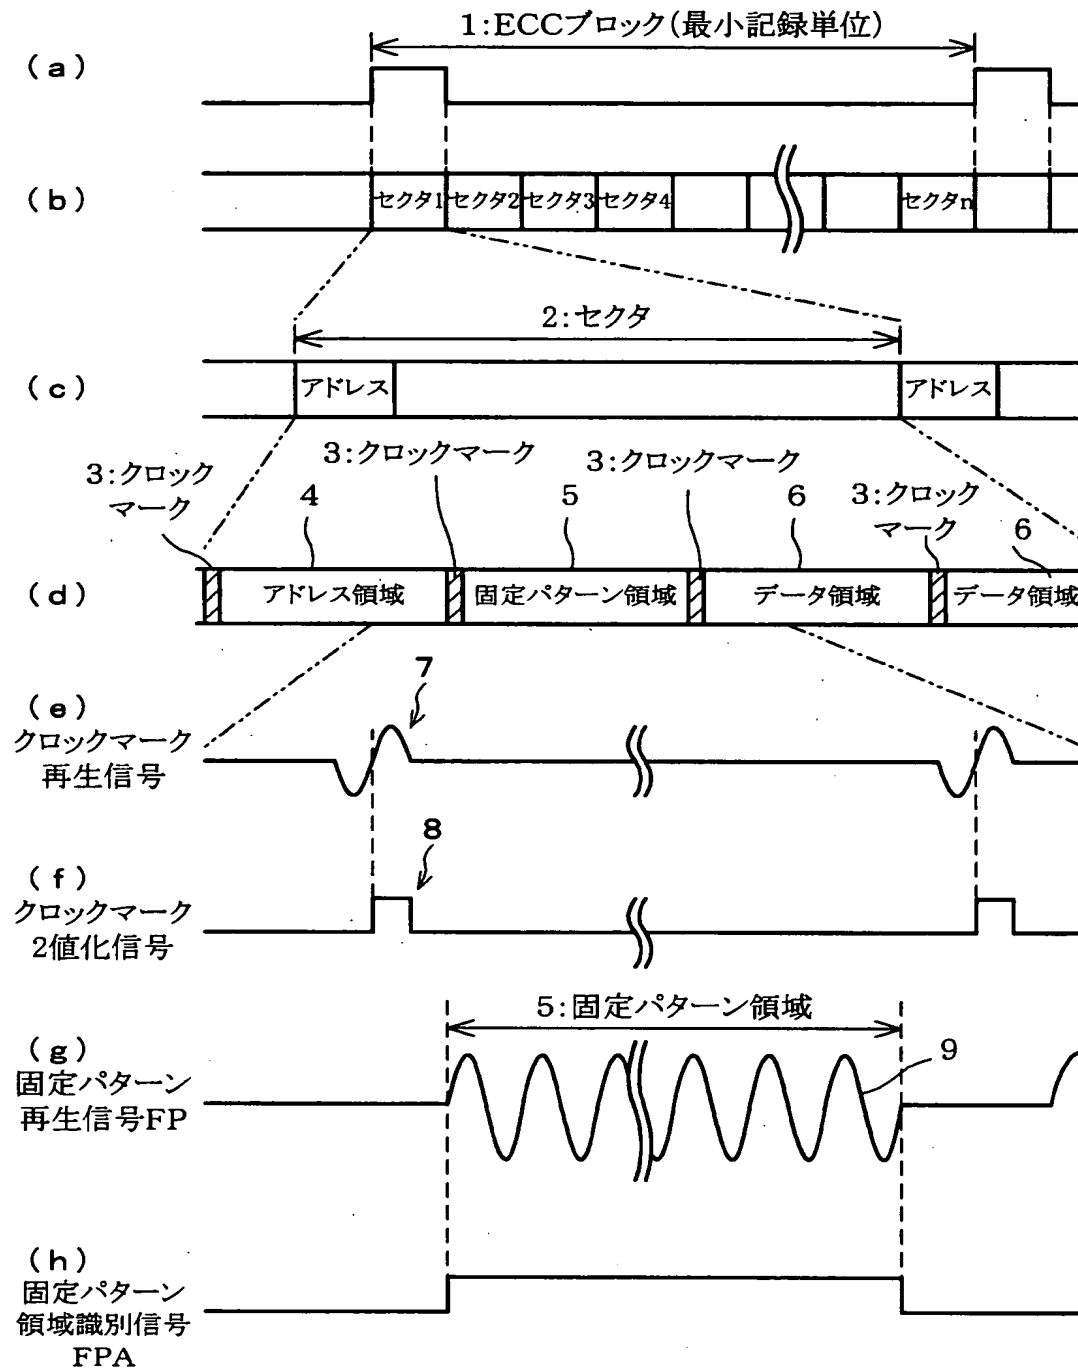 1:ECCブロック(最小記録単位)
(a)
(b)
セクタ1 セクタ2 セクタ3 セクタ4 セクタn
2:セクタ
(c)
アドレス アドレス
3:クロックマーク
3:クロックマーク
3:クロック
マーク
4
5
6
3:クロック
マーク
6
(d)
アドレス領域 固定パターン領域 データ領域 データ領域
7
(e)
クロックマーク
再生信号
8
(f)
クロックマーク
2値化信号
5:固定パターン領域
(g)
固定パターン
再生信号FP
9
(h)
固定パターン
領域識別信号
FPA